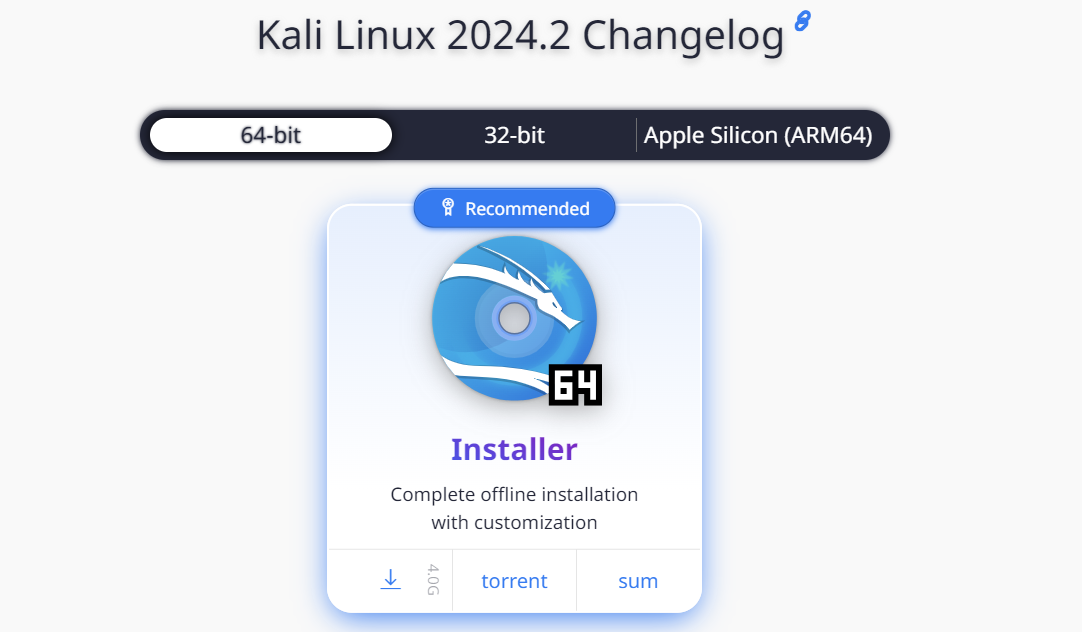 Kali Linux 2024.2 Changelog
64-bit
32-bit
Apple Silicon (ARM64)
Recommended
64
Installer
Complete offline installation
with customization
4.0G
torrent
sum